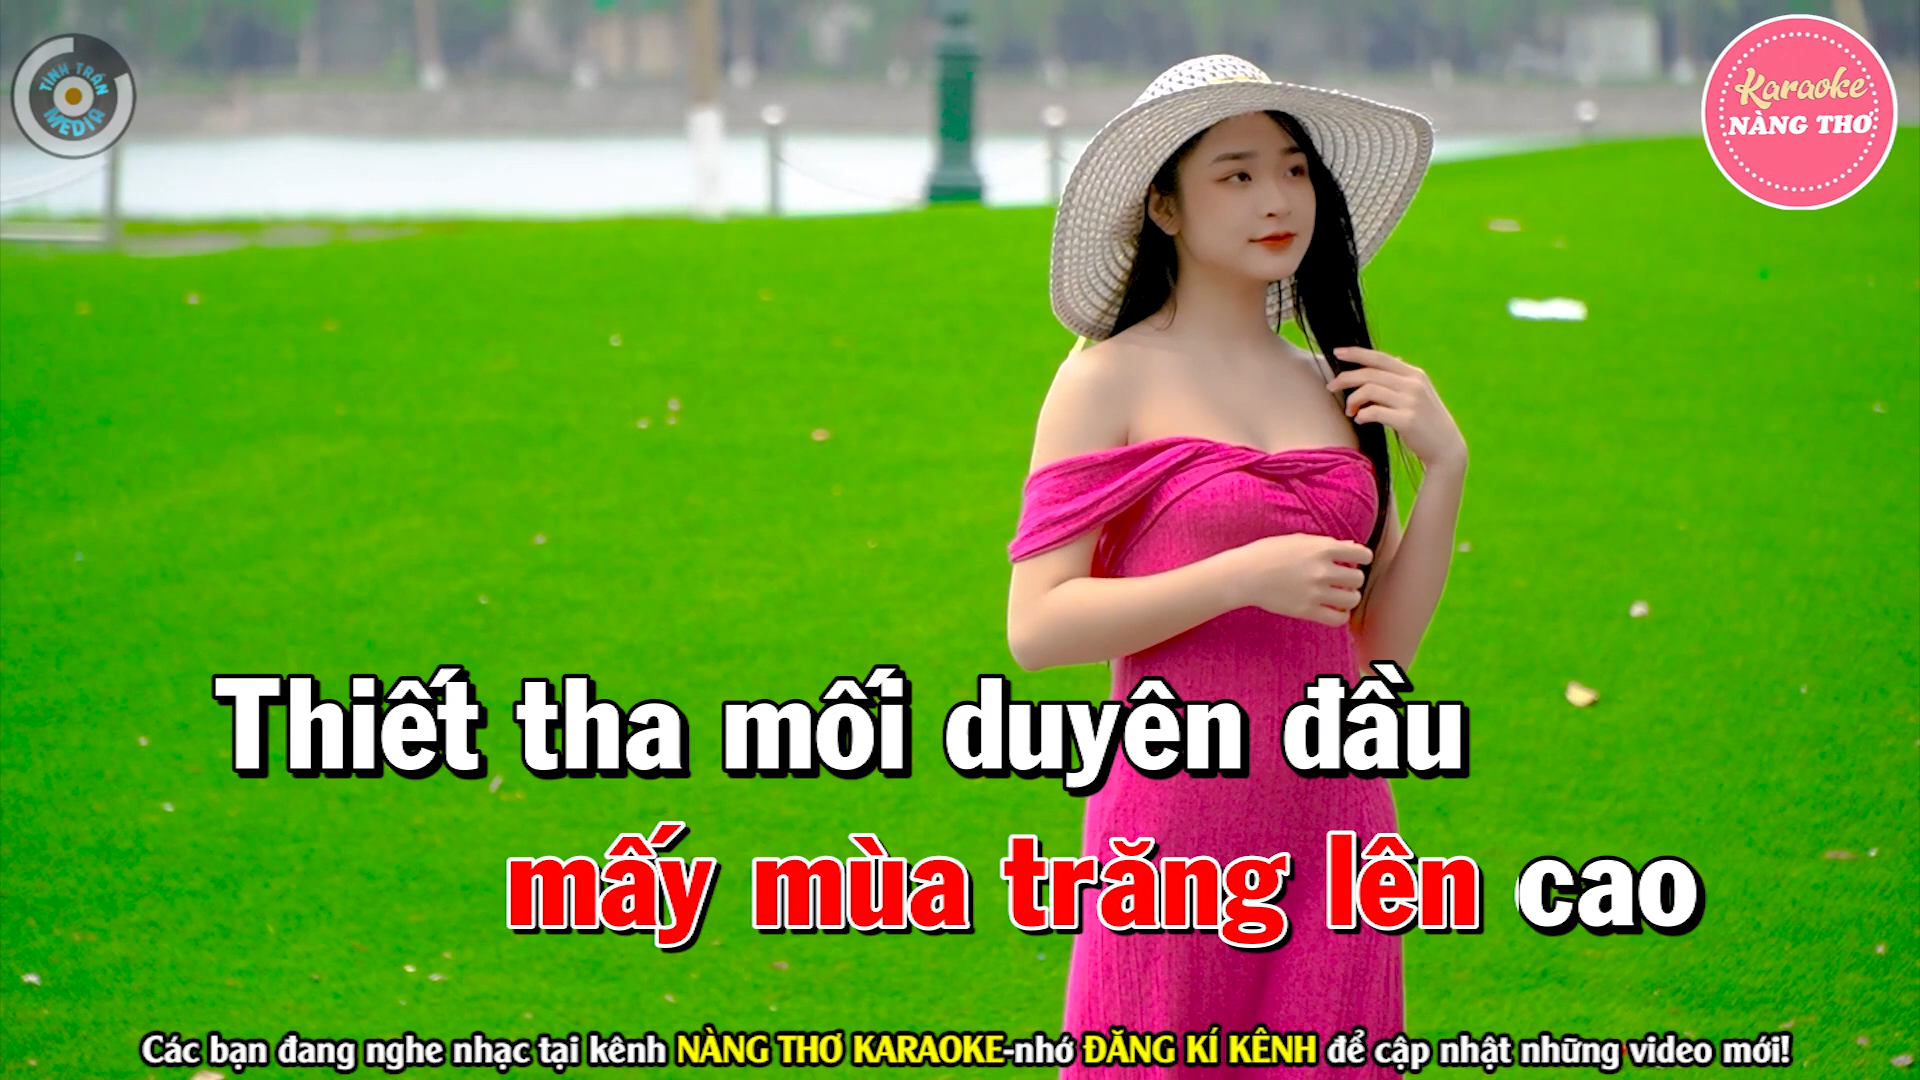 TÌNH TRẦN
MEDIA
Karaoke
NÀNG THƠ
Thiết tha mối duyên đầu
mấy mùa trăng lên cao
Các bạn đang nghe nhạc tại kênh NÀNG THƠ KARAOKE-nhớ ĐĂNG KÍ KÊNH để cập nhật những video mới!